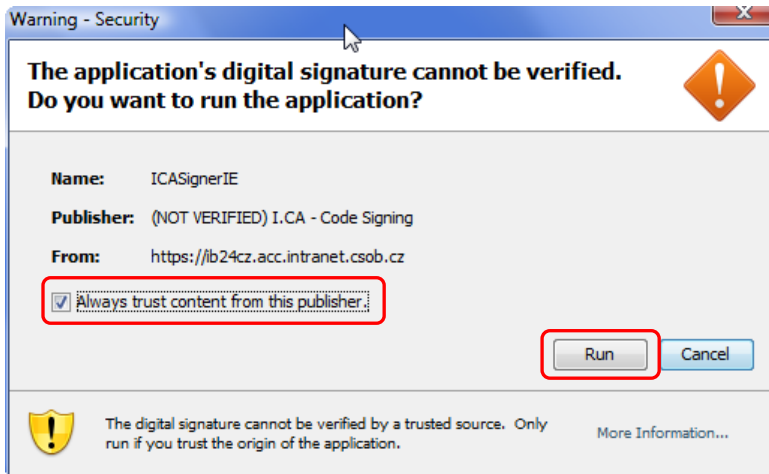 Warning - Security
The application's digital signature cannot be verified.
Do you want to run the application?
Name: ICASignerIE
Publisher: (NOT VERIFIED) I.CA - Code Signing
From: https://ib24cz.acc.intranet.csob.cz
Always trust content from this publisher.
Run Cancel
The digital signature cannot be verified by a trusted source. Only
run if you trust the origin of the application.
More Information...